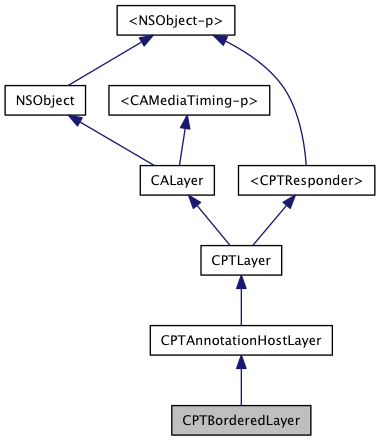 <NSObject-p>
NSObject
<CAMediaTiming-p>
CALayer
<CPTResponder>
CPTLayer
CPTAnnotationHostLayer
CPTBorderedLayer